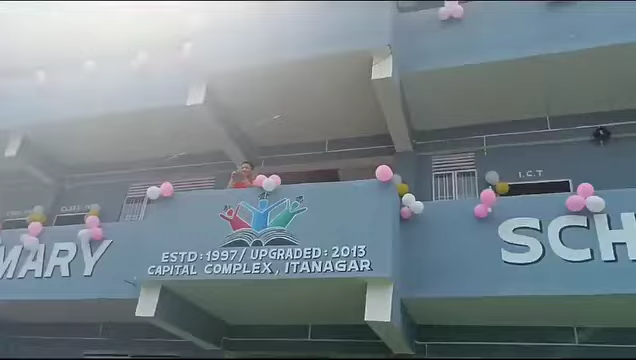 I.C.T
MARY SCH
ESTD : 1997/ UPGRADED : 2013
CAPITAL COMPLEX, ITANAGAR